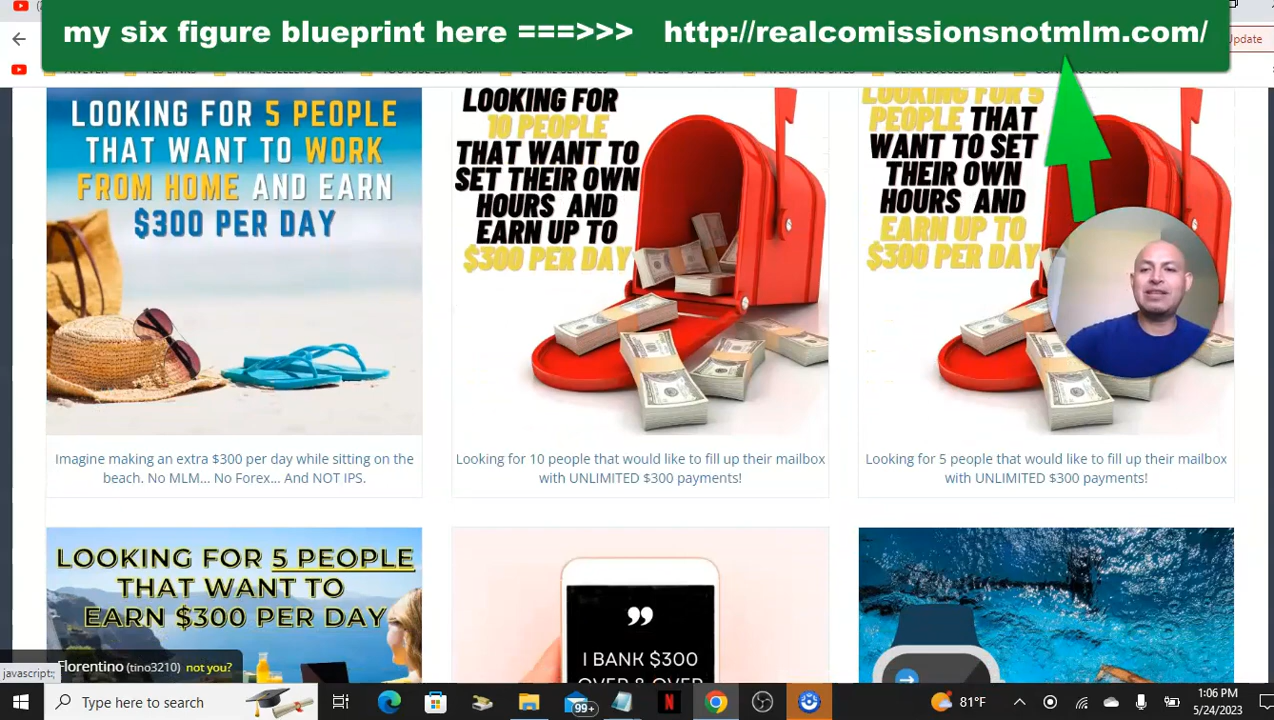 my six figure blueprint here ===>>> http://realcomissionsnotmlm.com/
Update
LOOKING FOR 5 PEOPLE
THAT WANT TO WORK
FROM HOME AND EARN
$300 PER DAY
Imagine making an extra $300 per day while sitting on the
beach. No MLM... No Forex... And NOT IPS.
LOOKING FOR
10 PEOPLE
THAT WANT TO
SET THEIR OWN
HOURS AND
EARN UP TO
$300 PER DAY
Looking for 10 people that would like to fill up their mailbox
with UNLIMITED $300 payments!
LOOKING FOR 5
PEOPLE THAT
WANT TO SET
THEIR OWN
HOURS AND
EARN UP TO
$300 PER DAY
Looking for 5 people that would like to fill up their mailbox
with UNLIMITED $300 payments!
LOOKING FOR 5 PEOPLE
THAT WANT TO
EARN $300 PER DAY
I BANK $300
Florentino (tino3210) not you?
javascript:;
Type here to search
99+
81°F
1:06 PM
5/24/2023